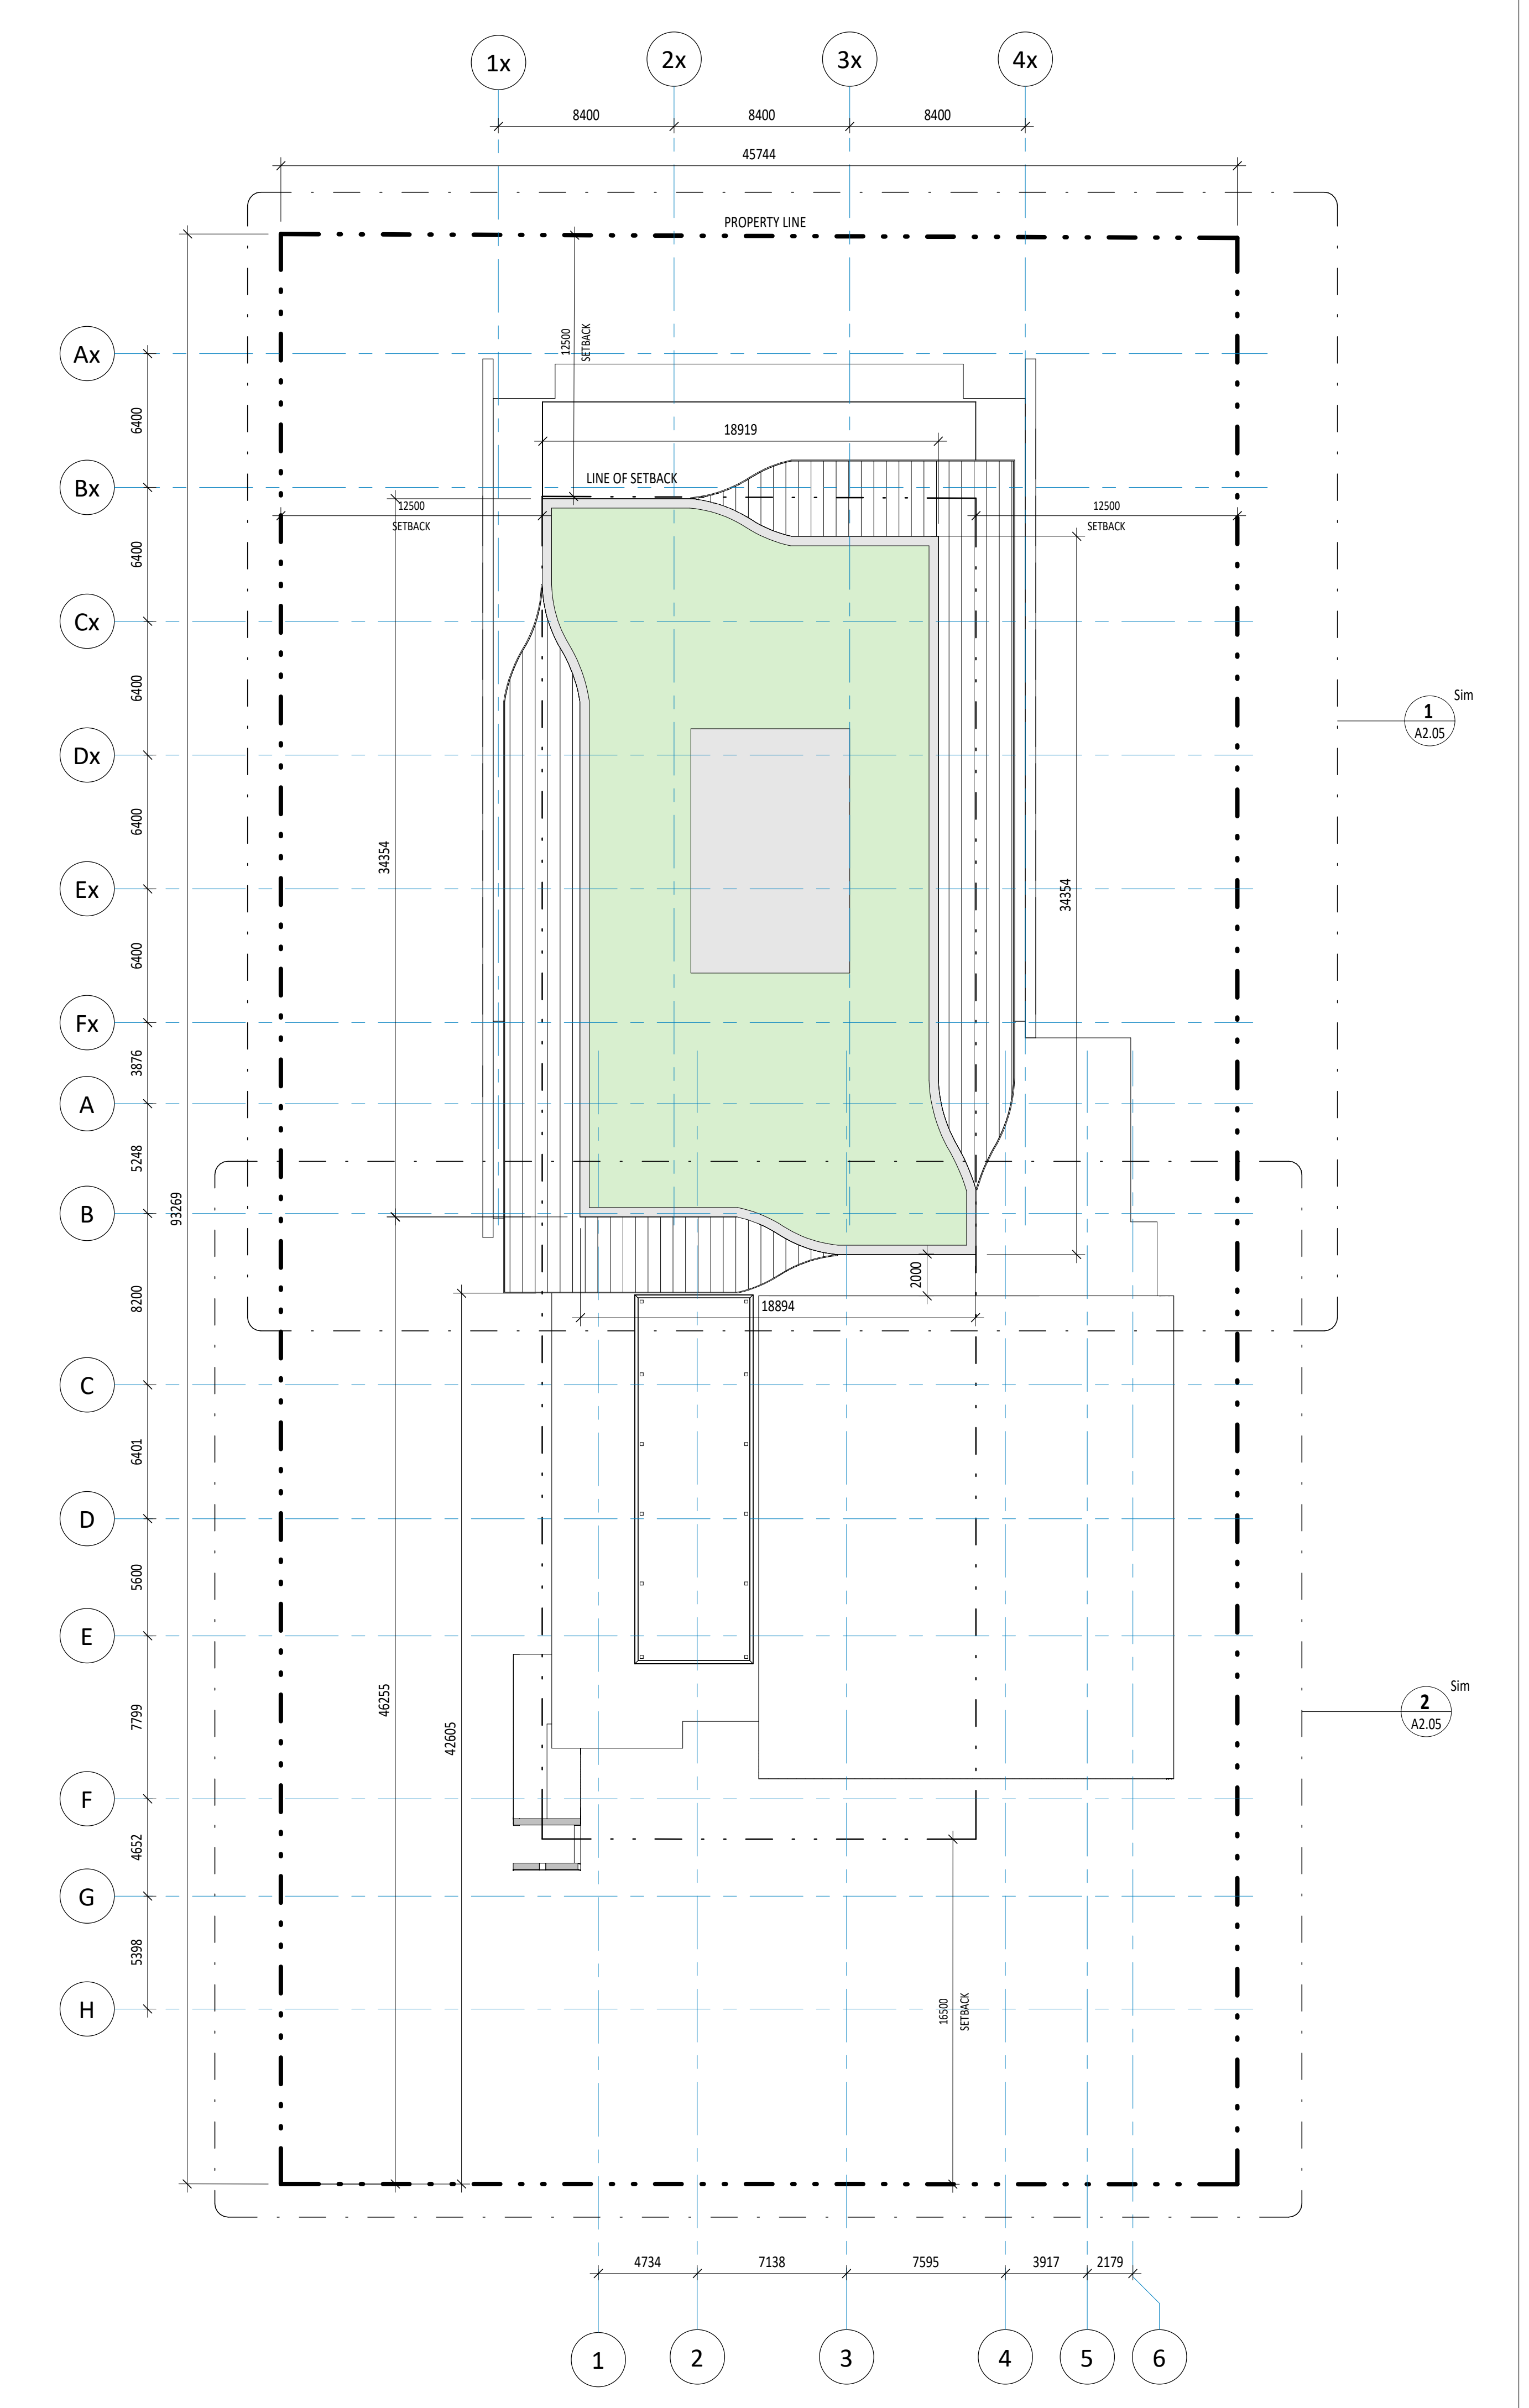 1x
2x
3x
4x
8400
8400
8400
45744
PROPERTY LINE
12500
SETBACK
Ax
6400
18919
LINE OF SETBACK
Bx
12500
SETBACK
12500
SETBACK
6400
Cx
6400
Sim
1
A2.05
Dx
6400
34354
34354
Ex
6400
Fx
3876
A
5248
93269
B
2000
8200
18894
C
6401
D
5600
E
46255
42605
7799
Sim
2
A2.05
F
4652
G
5398
16500
SETBACK
H
4734
7138
7595
3917
2179
1
2
3
4
5
6